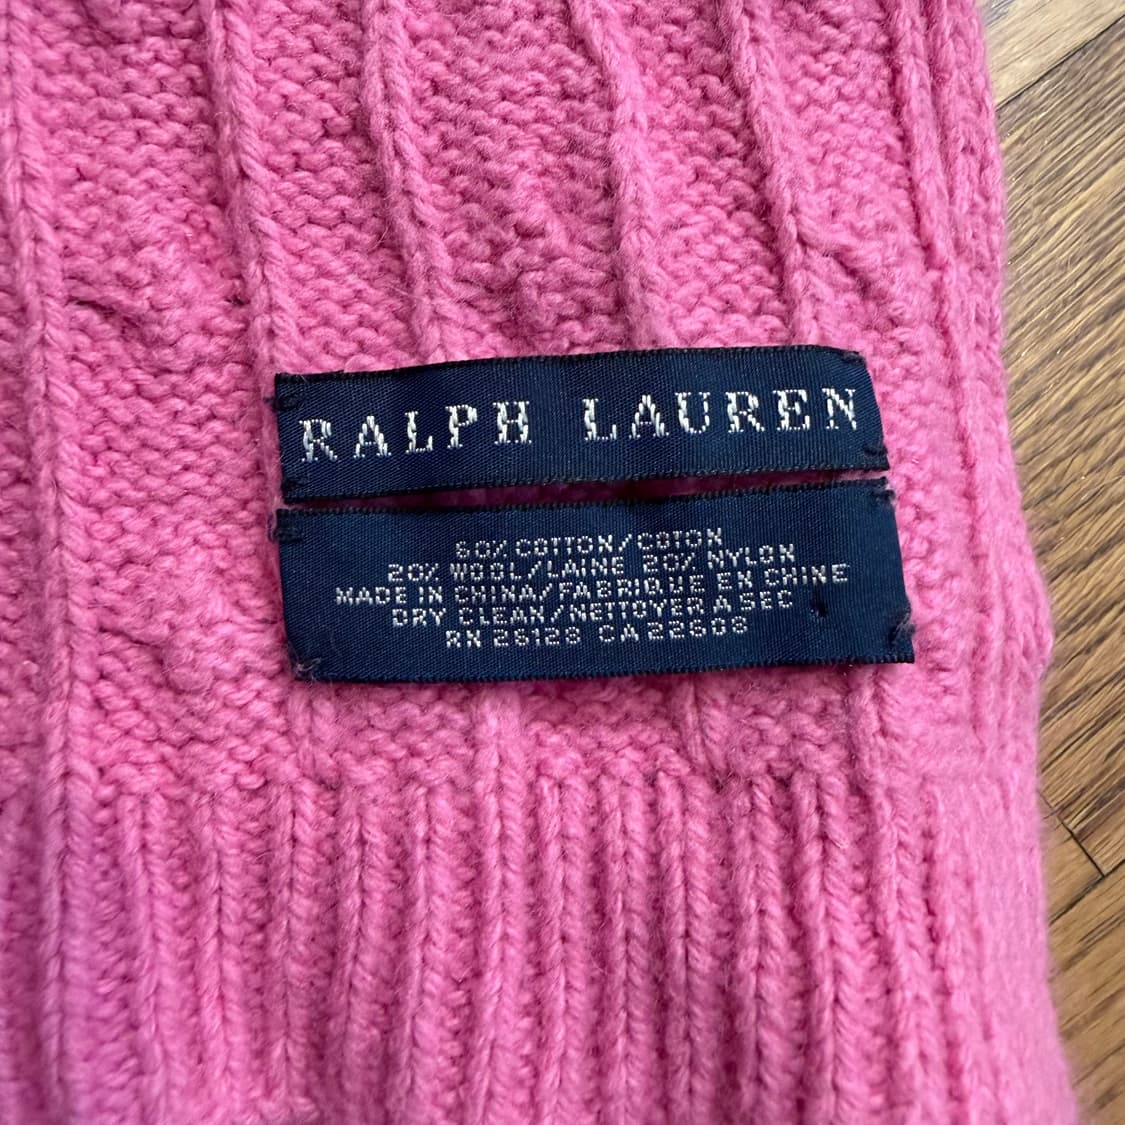 RALPH LAUREN
60% COTTON/COTON
20% WOOL/LAINE 20% NYLON
MADE IN CHINA/FABRIQUE EN CHINE
DRY CLEAN/NETTOYER A SEC
RN 26128 CA 22608